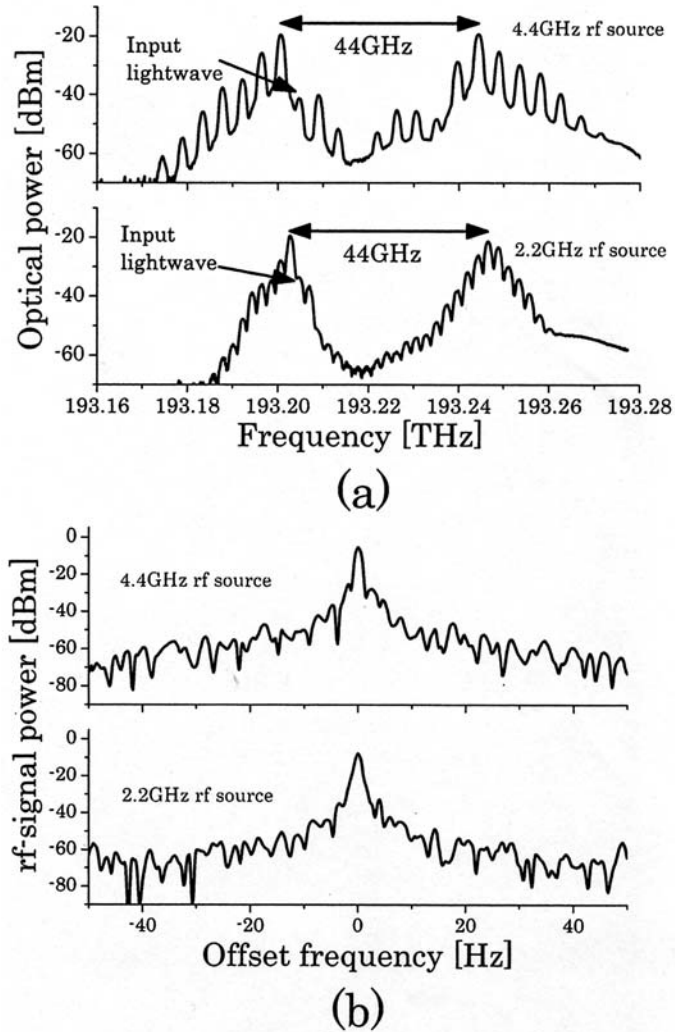 Optical power [dBm]
-20
-40
-60
Input
lightwave
44GHz
4.4GHz rf source
-20
-40
-60
Input
lightwave
44GHz
2.2GHz rf source
193.16 193.18 193.20 193.22 193.24 193.26 193.28
Frequency [THz]
(a)
rf-signal power [dBm]
0
-20
-40
-60
-80
4.4GHz rf source
0
-20
-40
-60
-80
2.2GHz rf source
-40 -20 0 20 40
Offset frequency [Hz]
(b)